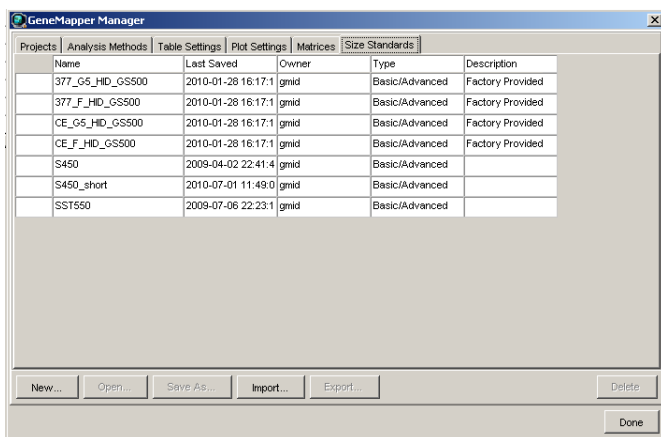 GeneMapper Manager
Projects Analysis Methods Table Settings Plot Settings Matrices Size Standards
Name Last Saved Owner Type Description
377_G5_HID_GS500 2010-01-28 16:17:1 gmid Basic/Advanced Factory Provided
377_F_HID_GS500 2010-01-28 16:17:1 gmid Basic/Advanced Factory Provided
CE_G5_HID_GS500 2010-01-28 16:17:1 gmid Basic/Advanced Factory Provided
CE_F_HID_GS500 2010-01-28 16:17:1 gmid Basic/Advanced Factory Provided
S450 2009-04-02 22:41:4 gmid Basic/Advanced
S450_short 2010-07-01 11:49:0 gmid Basic/Advanced
SST550 2009-07-06 22:23:1 gmid Basic/Advanced
New... Open... Save As... Import... Export... Delete
Done